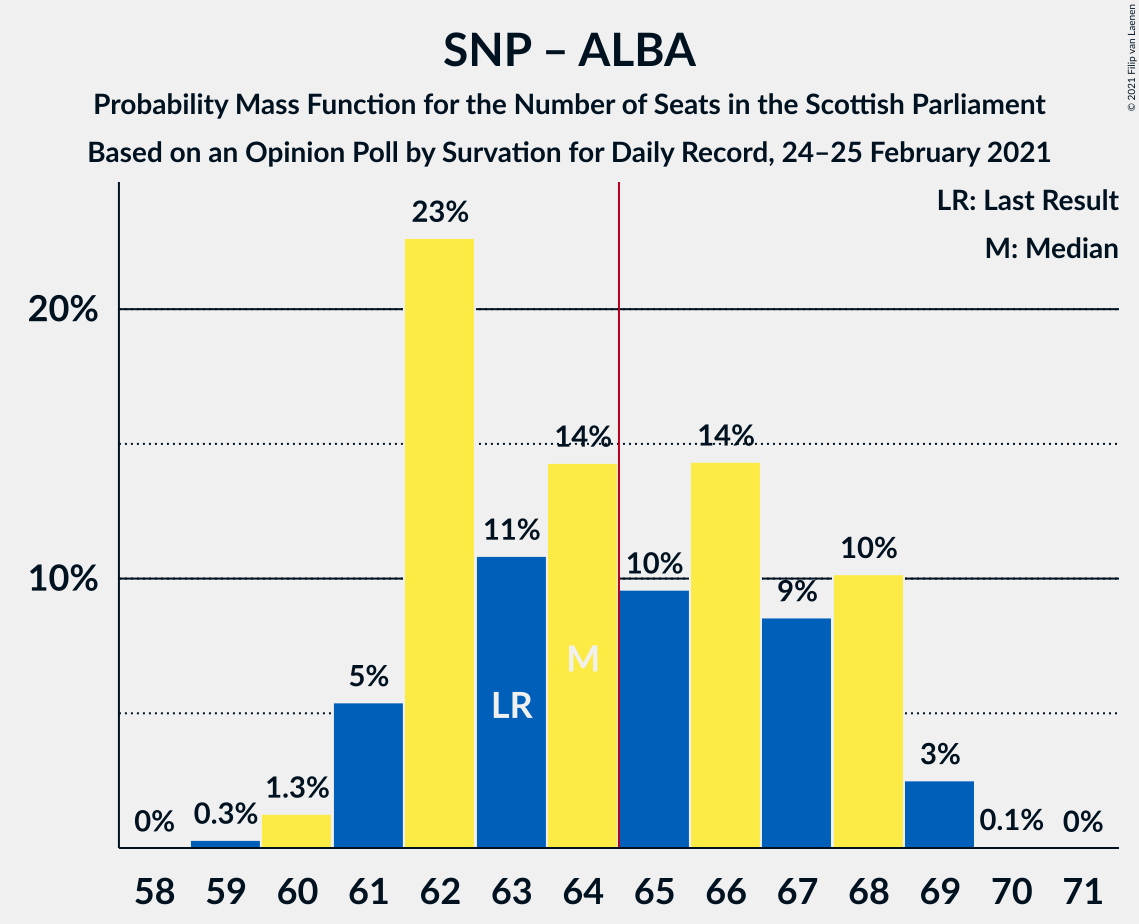 SNP – ALBA
Probability Mass Function for the Number of Seats in the Scottish Parliament
Based on an Opinion Poll by Survation for Daily Record, 24–25 February 2021
© 2021 Filip van Laenen
LR: Last Result
M: Median
23%
20%
14%
14%
11%
10%
10%
10%
9%
M
5%
LR
3%
1.3%
0%
0.3%
0.1%
0%
58 59 60 61 62 63 64 65 66 67 68 69 70 71